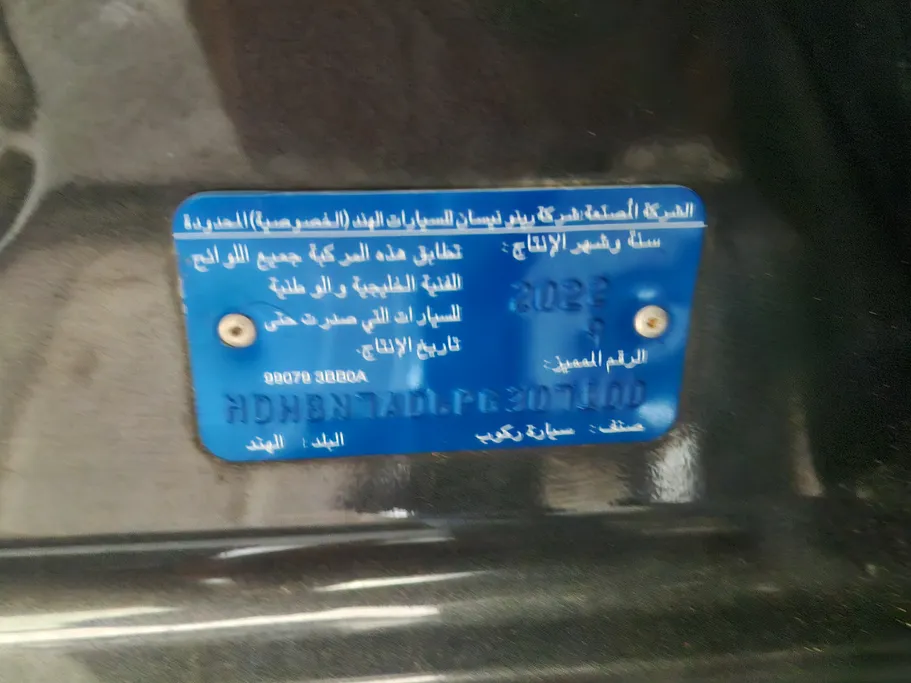 الشركة المصنعة: شركة رينو نيسان للسيارات الهند (الخصوصية) المحدودة
سنة وشهر الإنتاج:
تطابق هذه المركبة جميع اللوائح
الفنية الخليجية والوطنية
للسيارات التي صدرت حتى
تاريخ الإنتاج.
الرقم المميز:
99079 3BB0A
صنف: سيارة ركوب
البلد: الهند